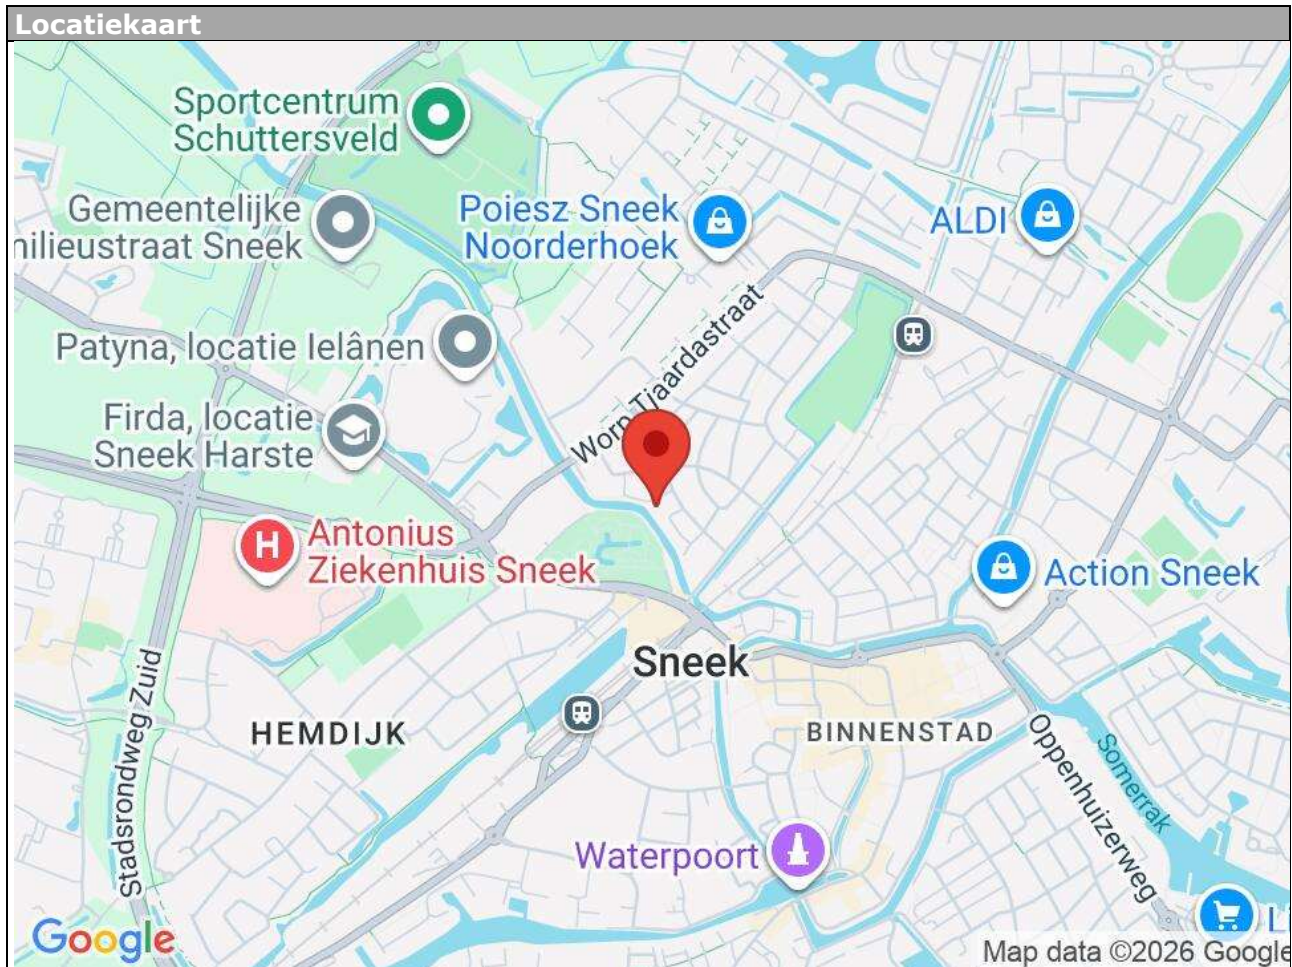 Locatiekaart
Sportcentrum
Schuttersveld
Gemeentelijke
milieustraat Sneek
Poiesz Sneek
Noorderhoek
ALDI
Patyna, locatie Ielânen
Worp Tjaardastraat
Firda, locatie
Sneek Harste
Antonius
Ziekenhuis Sneek
H
Action Sneek
Sneek
Stadsrondweg Zuid
HEMDIJK
BINNENSTAD
Oppenhuizerweg
Somerrak
Waterpoort
Google
Map data ©2026 Google